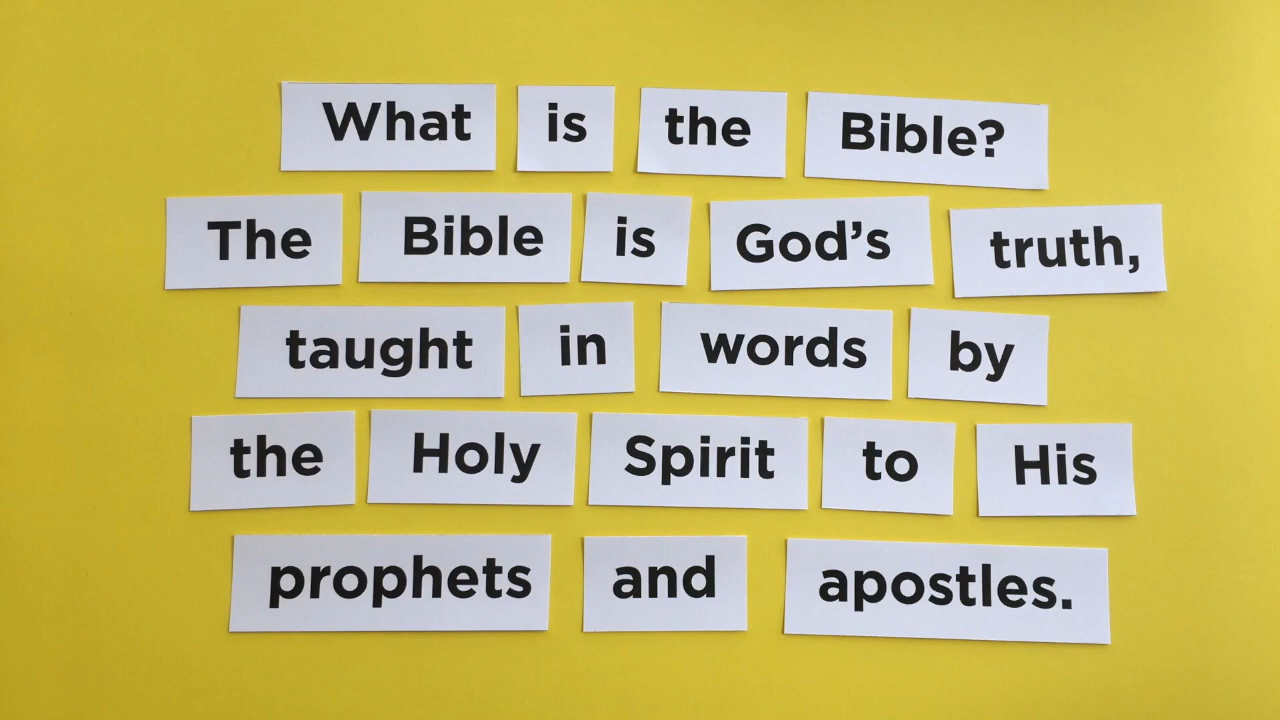 What is the Bible?
The Bible is God’s truth,
taught in words by
the Holy Spirit to His
prophets and apostles.